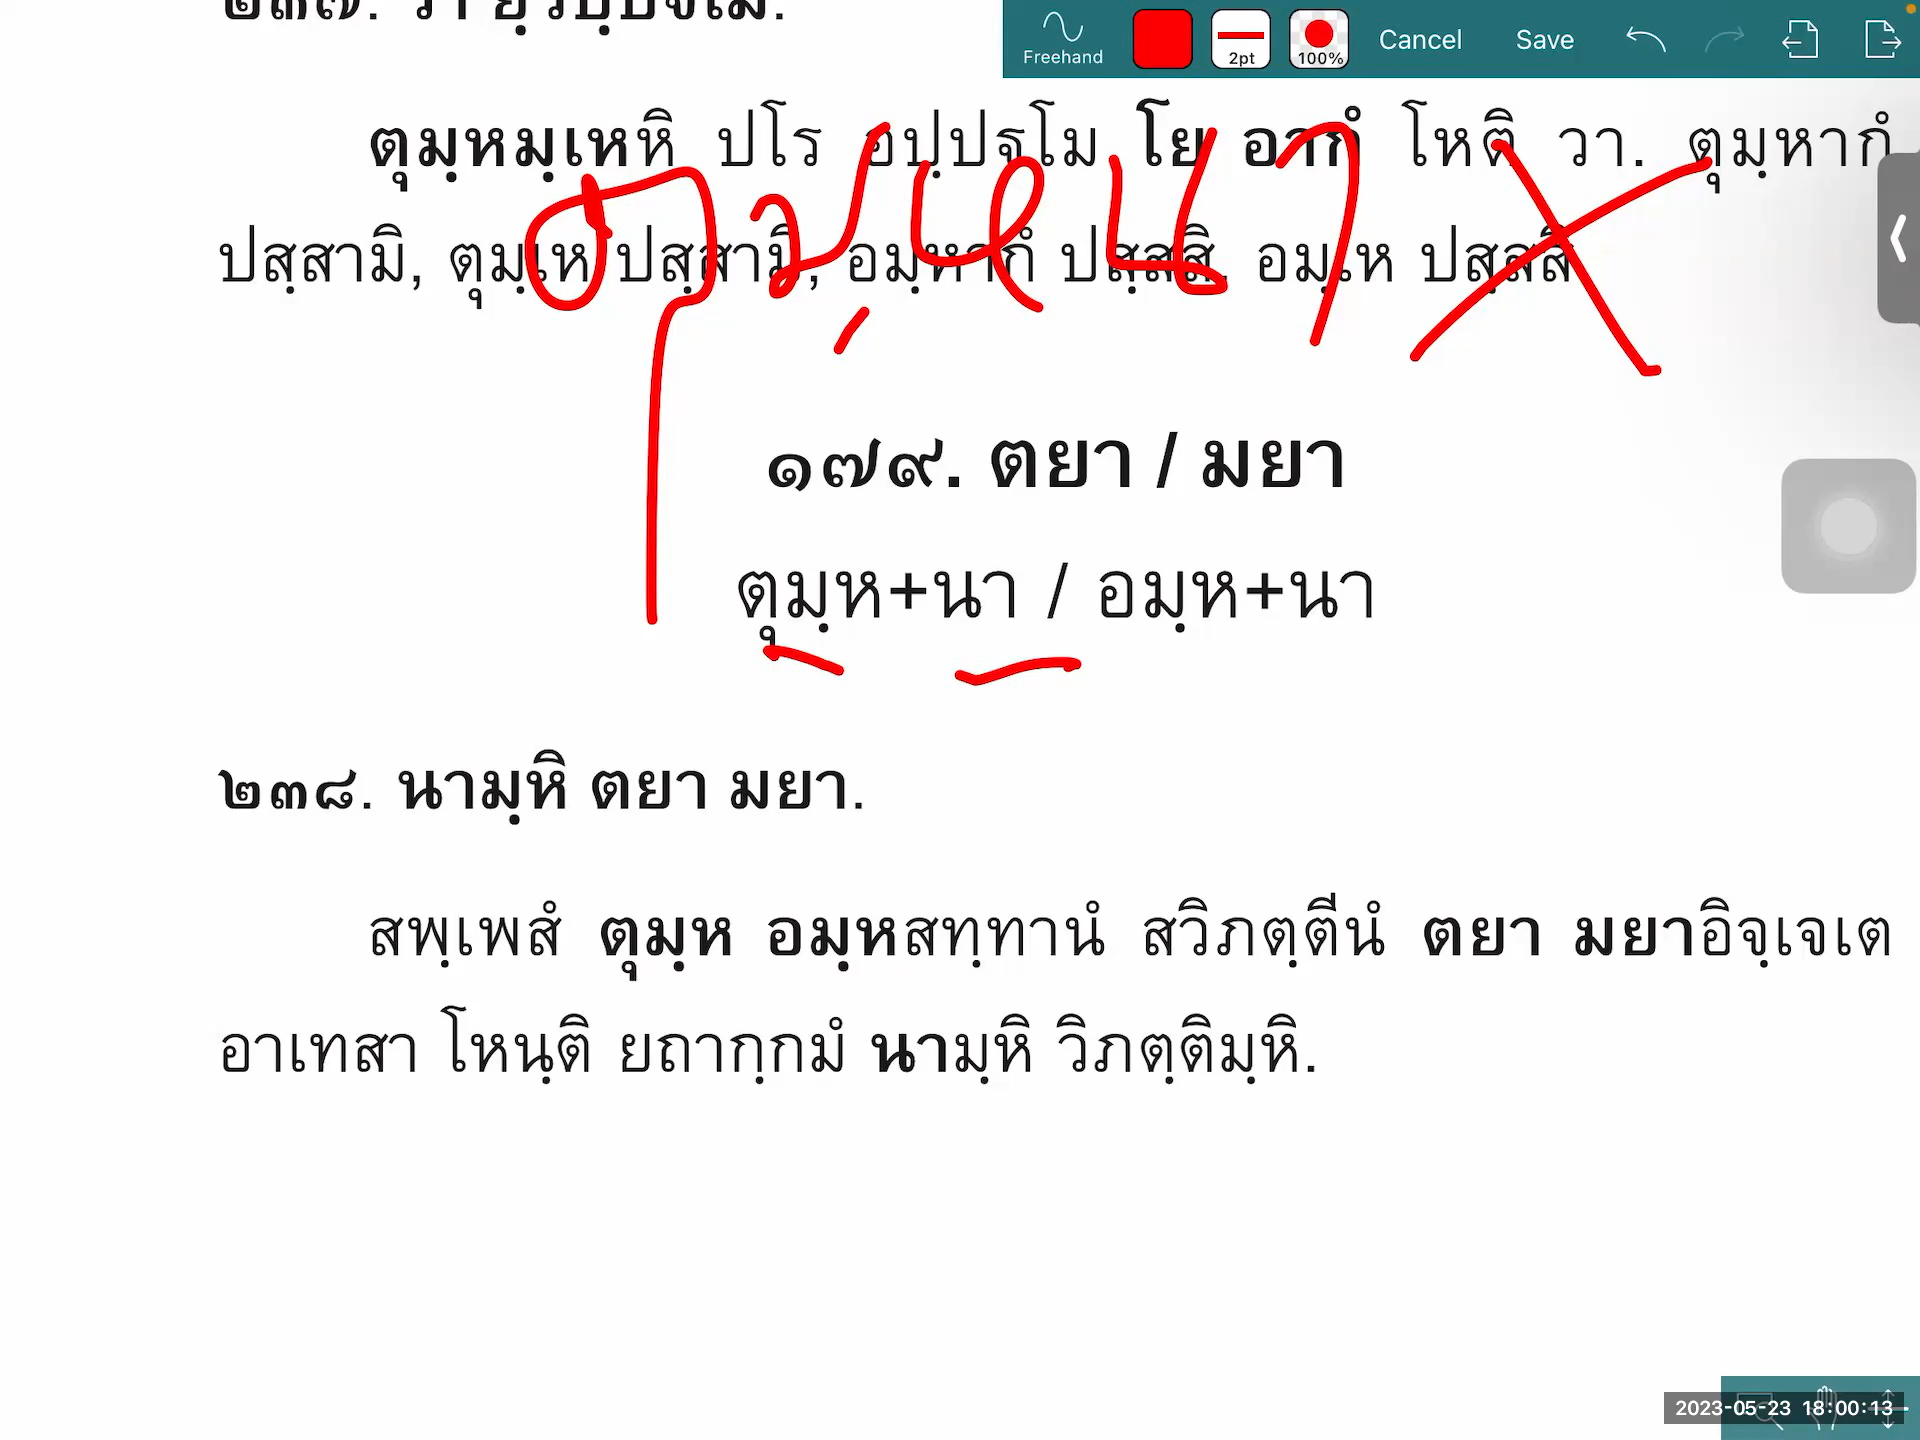 Freehand 2pt 100% Cancel Save
ตุมฺหมฺเหหิ ปโร อปฺปฐโม โย อากํ โหติ วา. ตุมฺหากํ
ปสฺสามิ, ตุมฺเห ปสฺสามิ, อมฺหากํ ปสฺสสิ, อมฺเห ปสฺสสิ
ตุมฺหนา
๑๗๙. ตยา / มยา
ตุมฺห+นา / อมฺห+นา
๒๓๘. นามฺหิ ตยา มยา.
สพฺเพสํ ตุมฺห อมฺหสทฺทานํ สวิภตฺตีนํ ตยา มยาอิจฺเจเต
อาเทสา โหนฺติ ยถากฺกมํ นามฺหิ วิภตฺติมฺหิ.
2023-05-23 18:00:13